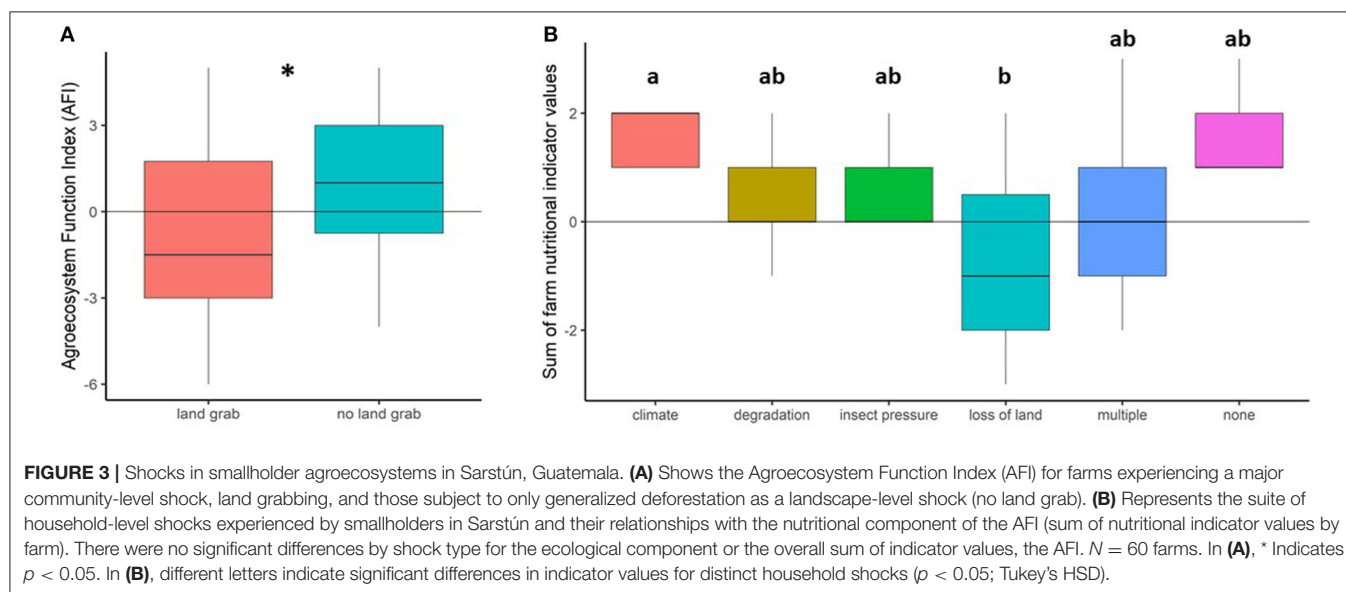 A
*
Agroecosystem Function Index (AFI)
3
0
-3
-6
land grab
no land grab
B
a
ab
ab
b
ab
ab
Sum of farm nutritional indicator values
2
0
-2
climate
degradation
insect pressure
loss of land
multiple
none
FIGURE 3 | Shocks in smallholder agroecosystems in Sarstún, Guatemala. (A) Shows the Agroecosystem Function Index (AFI) for farms experiencing a major
community-level shock, land grabbing, and those subject to only generalized deforestation as a landscape-level shock (no land grab). (B) Represents the suite of
household-level shocks experienced by smallholders in Sarstún and their relationships with the nutritional component of the AFI (sum of nutritional indicator values by
farm). There were no significant differences by shock type for the ecological component or the overall sum of indicator values, the AFI. N = 60 farms. In (A), * Indicates
p < 0.05. In (B), different letters indicate significant differences in indicator values for distinct household shocks (p < 0.05; Tukey's HSD).